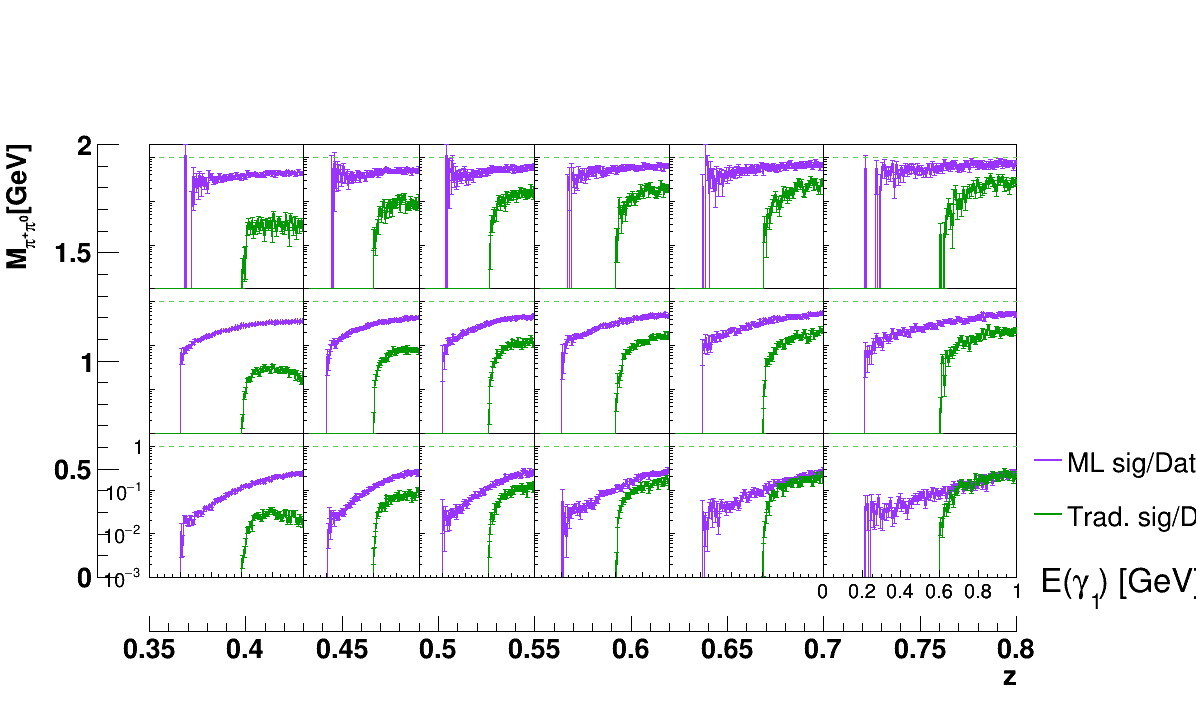 M_{π⁺π⁰} [GeV]
2
1.5
1
0.5
0
1
10⁻¹
10⁻²
10⁻³
ML sig/Dat
Trad. sig/D
E(γ₁) [GeV]
0 0.2 0.4 0.6 0.8 1
0.35 0.4 0.45 0.5 0.55 0.6 0.65 0.7 0.75 0.8
z